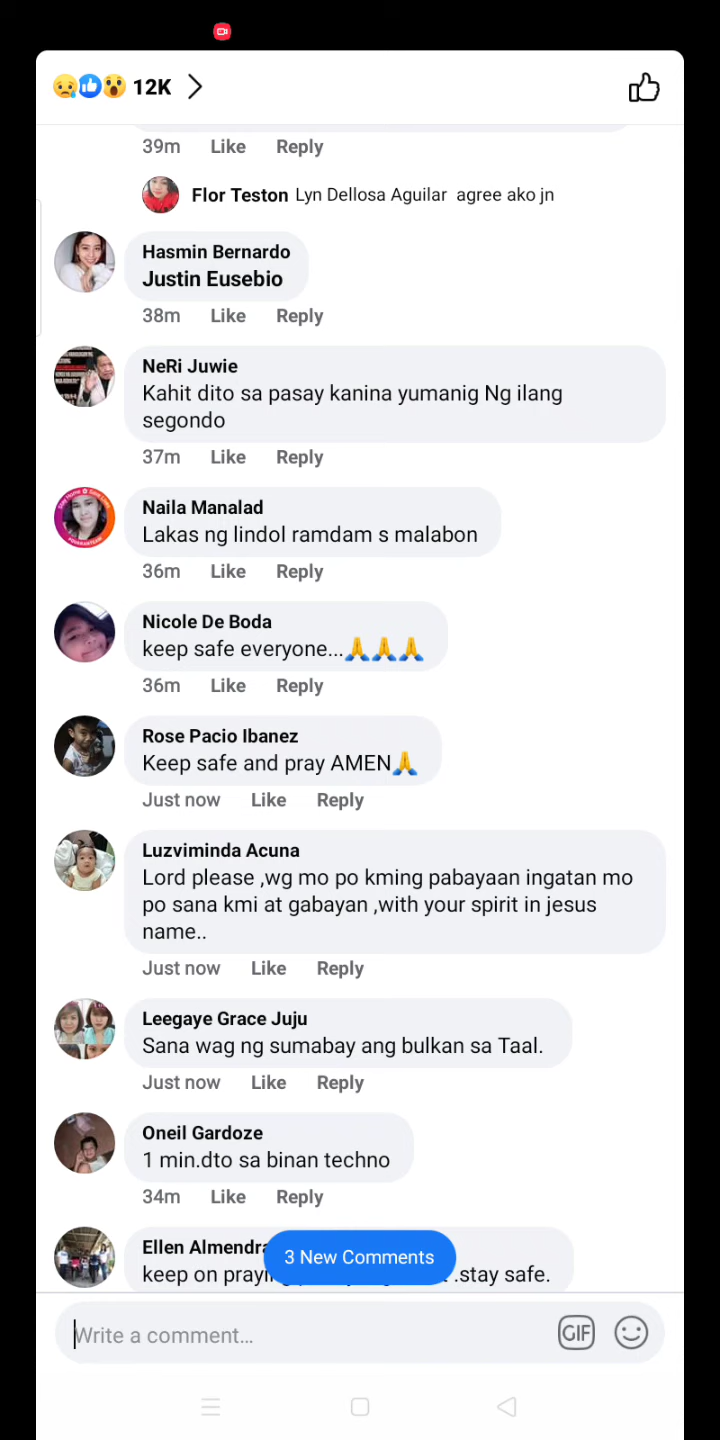 12K
39m Like Reply
Flor Teston Lyn Dellosa Aguilar agree ako jn
Hasmin Bernardo
Justin Eusebio
38m Like Reply
NeRi Juwie
Kahit dito sa pasay kanina yumanig Ng ilang
segondo
37m Like Reply
Naila Manalad
Lakas ng lindol ramdam s malabon
36m Like Reply
Nicole De Boda
keep safe everyone...🙏🙏🙏
36m Like Reply
Rose Pacio Ibanez
Keep safe and pray AMEN🙏
Just now Like Reply
Luzviminda Acuna
Lord please ,wg mo po kming pabayaan ingatan mo
po sana kmi at gabayan ,with your spirit in jesus
name..
Just now Like Reply
Leegaye Grace Juju
Sana wag ng sumabay ang bulkan sa Taal.
Just now Like Reply
Oneil Gardoze
1 min.dto sa binan techno
34m Like Reply
Ellen Almendra
3 New Comments
keep on .stay safe.
Write a comment...
GIF